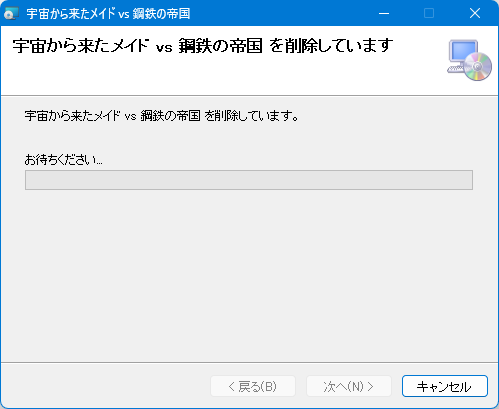 宇宙から来たメイド vs 鋼鉄の帝国
宇宙から来たメイド vs 鋼鉄の帝国 を削除しています
宇宙から来たメイド vs 鋼鉄の帝国 を削除しています。
お待ちください...
< 戻る(B)
次へ(N) >
キャンセル